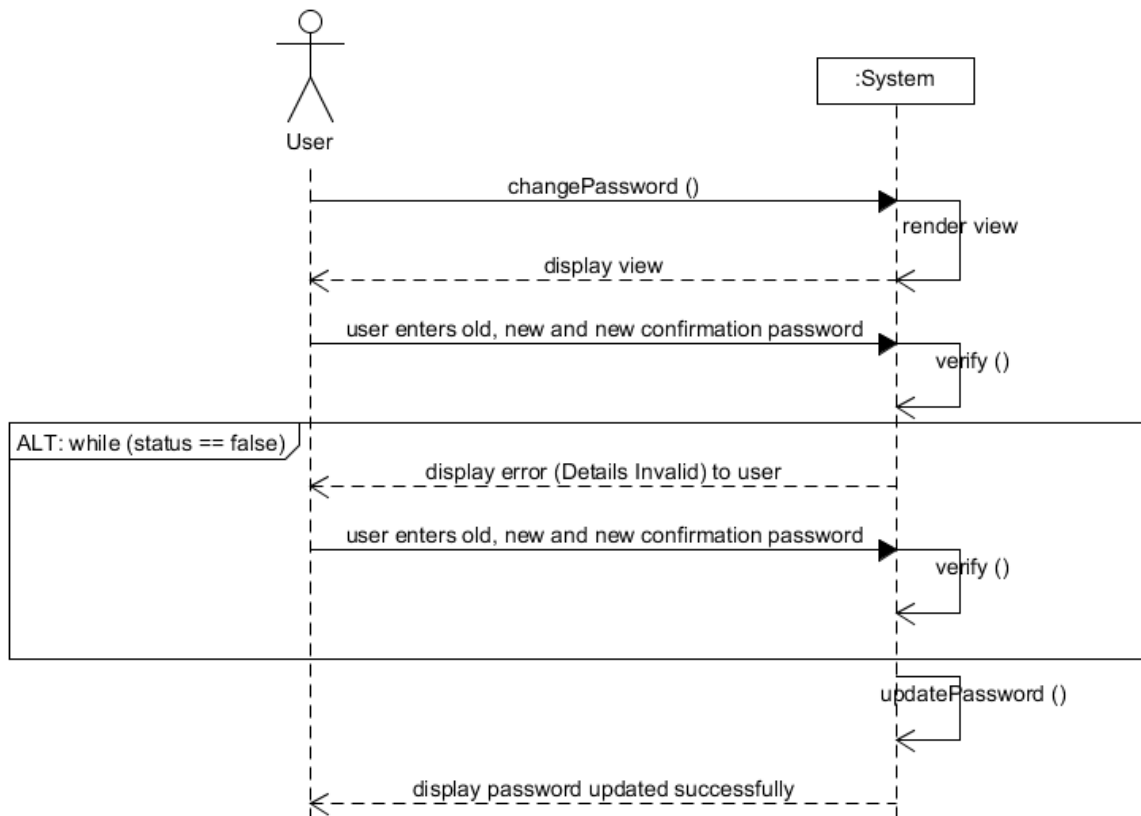 :System
User
changePassword ()
render view
display view
user enters old, new and new confirmation password
verify ()
ALT: while (status == false)
display error (Details Invalid) to user
user enters old, new and new confirmation password
verify ()
updatePassword ()
display password updated successfully